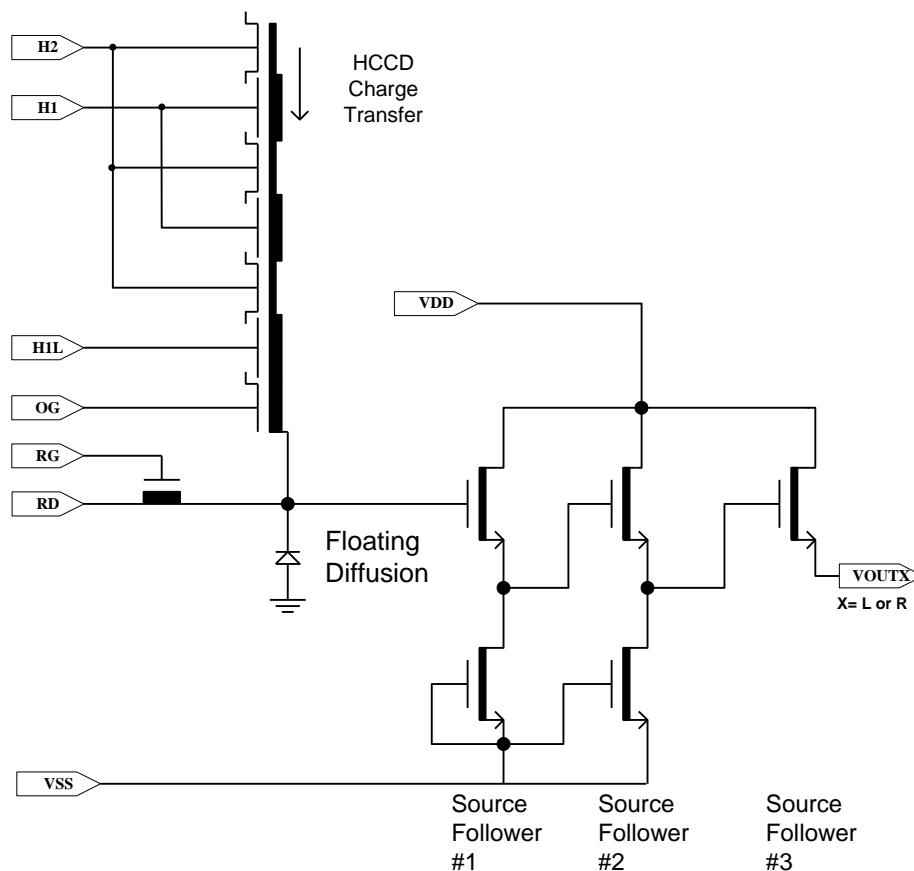 H2
HCCD
Charge
Transfer
H1
VDD
H1L
OG
RG
RD
Floating
Diffusion
VOUTX
X= L or R
VSS
Source
Follower
#1
Source
Follower
#2
Source
Follower
#3